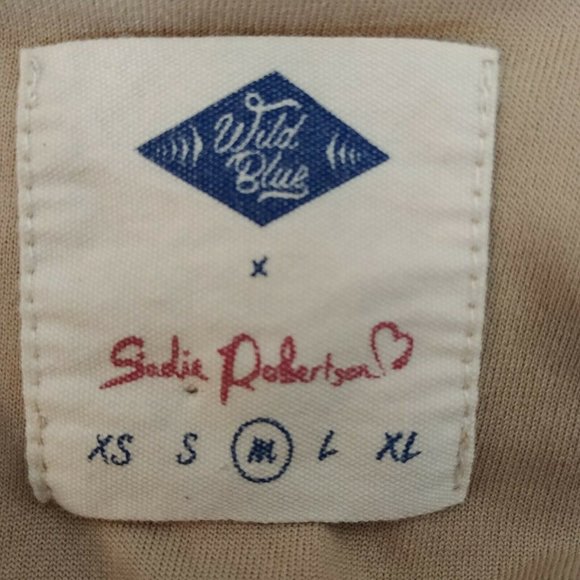 Wild
Blue
x
Sadie Robertson
XS S M L XL